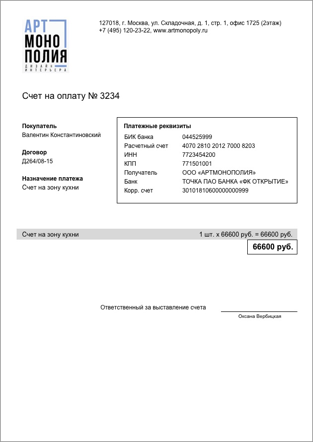 АРТ
МОНО
ПОЛИЯ
ДИЗАЙН
ИНТЕРЬЕРА
127018, г. Москва, ул. Складочная, д. 1, стр. 1, офис 1725 (2этаж)
+7 (495) 120-23-22, www.artmonopoly.ru
Счет на оплату № 3234
Покупатель
Валентин Константиновский
Договор
Д264/08-15
Назначение платежа
Счет на зону кухни
Платежные реквизиты
БИК банка 044525999
Расчетный счет 4070 2810 2012 7000 8203
ИНН 7723454200
КПП 771501001
Получатель ООО «АРТМОНОПОЛИЯ»
Банк ТОЧКА ПАО БАНКА «ФК ОТКРЫТИЕ»
Корр. счет 30101810600000000999
Счет на зону кухни 1 шт. x 66600 руб. = 66600 руб.
66600 руб.
Ответственный за выставление счета
Оксана Вербицкая